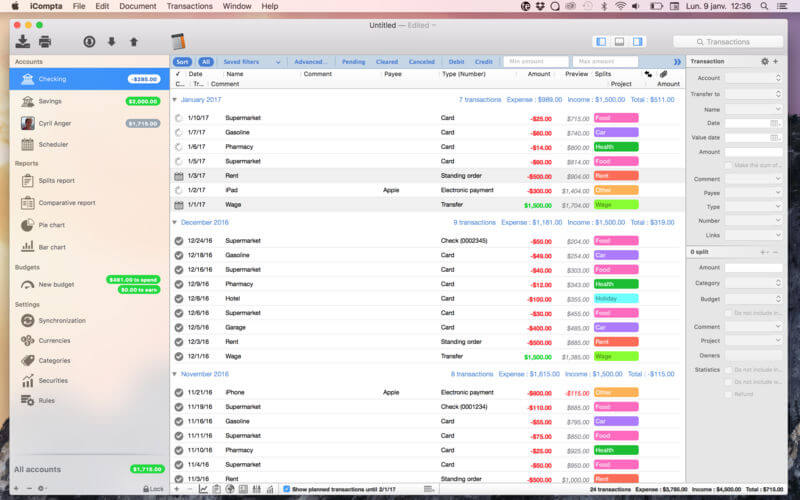 iCompta File Edit Document Transactions Window Help Lun. 9 janv. 12:36
Untitled — Edited
Transactions
Accounts
Checking -$285.00
Savings $2,000.00
Cyril Anger $1,715.00
Scheduler
Reports
Splits report
Comparative report
Pie chart
Bar chart
Budgets
New budget $481.00 to spend
$0.00 to earn
Settings
Synchronization
Currencies
Categories
Securities
Rules
All accounts $1,715.00
Lock
Sort All Saved filters Advanced... Pending Cleared Canceled Debit Credit Min amount Max amount
✓ Date Name Comment Payee Type (Number) Amount Preview Splits
C... Tr... Comment Project Amount
January 2017 7 transactions Expense : $989.00 Income : $1,500.00 Total : $511.00
1/10/17 Supermarket Card -$25.00 $715.00 Food
1/7/17 Gasoline Card -$60.00 $740.00 Car
1/6/17 Pharmacy Card -$14.00 $800.00 Health
1/5/17 Supermarket Card -$90.00 $814.00 Food
1/3/17 Rent Standing order -$500.00 $904.00 Rent
1/2/17 iPad Apple Electronic payment -$300.00 $1,404.00 Other
1/1/17 Wage Transfer $1,500.00 $1,704.00 Wage
December 2016 9 transactions Expense : $1,181.00 Income : $1,500.00 Total : $319.00
12/24/16 Supermarket Check (0002345) -$50.00 $204.00 Food
12/18/16 Gasoline Card -$49.00 $254.00 Car
12/16/16 Supermarket Card -$40.00 $303.00 Food
12/9/16 Pharmacy Card -$12.00 $343.00 Health
12/8/16 Hotel Card -$100.00 $355.00 Holiday
12/6/16 Supermarket Card -$30.00 $455.00 Food
12/5/16 Garage Card -$400.00 $485.00 Car
12/3/16 Rent Standing order -$500.00 $885.00 Rent
12/1/16 Wage Transfer $1,500.00 $1,385.00 Wage
November 2016 8 transactions Expense : $1,615.00 Income : $1,500.00 Total : -$115.00
11/21/16 iPhone Apple Electronic payment -$800.00 -$115.00 Other
11/19/16 Supermarket Check (0001234) -$110.00 $685.00 Food
11/16/16 Gasoline Card -$55.00 $795.00 Car
11/11/16 Supermarket Card -$75.00 $850.00 Food
11/10/16 Pharmacy Card -$25.00 $925.00 Health
11/4/16 Supermarket Card -$50.00 $950.00 Food
11/3/16 Rent Standing order -$500.00 $1,000.00 Rent
Show planned transactions until 2/1/17
24 transactions Expense : $3,785.00 Income : $4,500.00 Total : $715.00
Transaction
Account
Transfer to
Name
Date
Value date
Amount
Make the sum of...
Comment
Payee
Type
Number
Links
0 split
Amount
Category
Budget
Do not include in...
Comment
Project
Owners
Statistics Do not include in...
Do not include in...
Refund